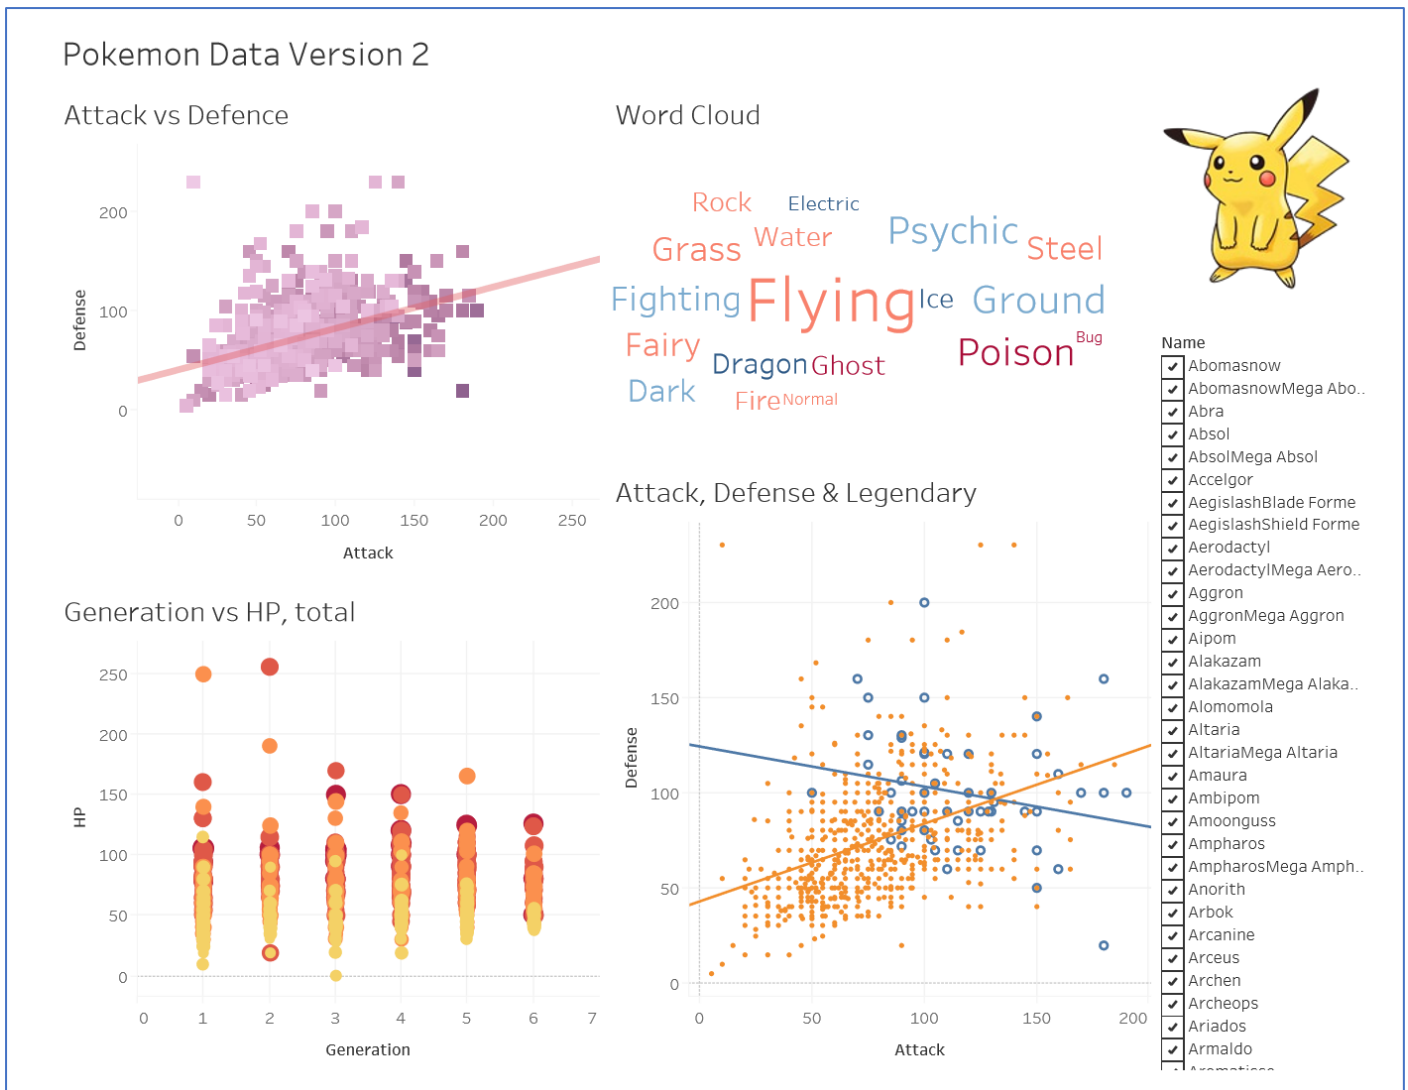 Pokemon Data Version 2
Attack vs Defence
200
100
0
Defense
0 50 100 150 200 250
Attack
Generation vs HP, total
250
200
150
100
50
0
HP
0 1 2 3 4 5 6 7
Generation
Word Cloud
Rock Electric
Water Psychic
Grass Steel
Fighting Flying Ice Ground
Fairy Bug
Dragon Ghost Poison
Dark
Fire Normal
Attack, Defense & Legendary
200
150
100
50
0
Defense
0 50 100 150 200
Attack
Name
Abomasnow
AbomasnowMega Abo..
Abra
Absol
AbsolMega Absol
Accelgor
AegislashBlade Forme
AegislashShield Forme
Aerodactyl
AerodactylMega Aero..
Aggron
AggronMega Aggron
Aipom
Alakazam
AlakazamMega Alaka..
Alomomola
Altaria
AltariaMega Altaria
Amaura
Ambipom
Amoonguss
Ampharos
AmpharosMega Amph..
Anorith
Arbok
Arcanine
Arceus
Archen
Archeops
Ariados
Armaldo